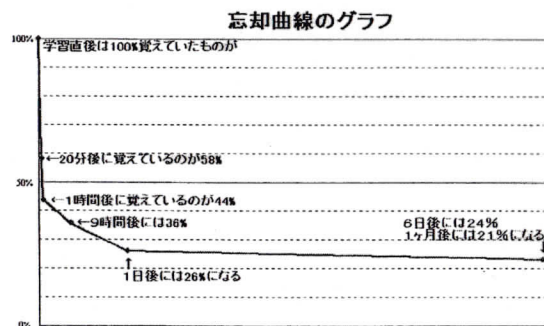 忘却曲線のグラフ
100%
学習直後は100%覚えていたものが
←20分後に覚えているのが58%
50%
←1時間後に覚えているのが44%
←9時間後には36%
6日後には24%
1ヶ月後には21%になる
↓
↑
1日後には26%になる
0%